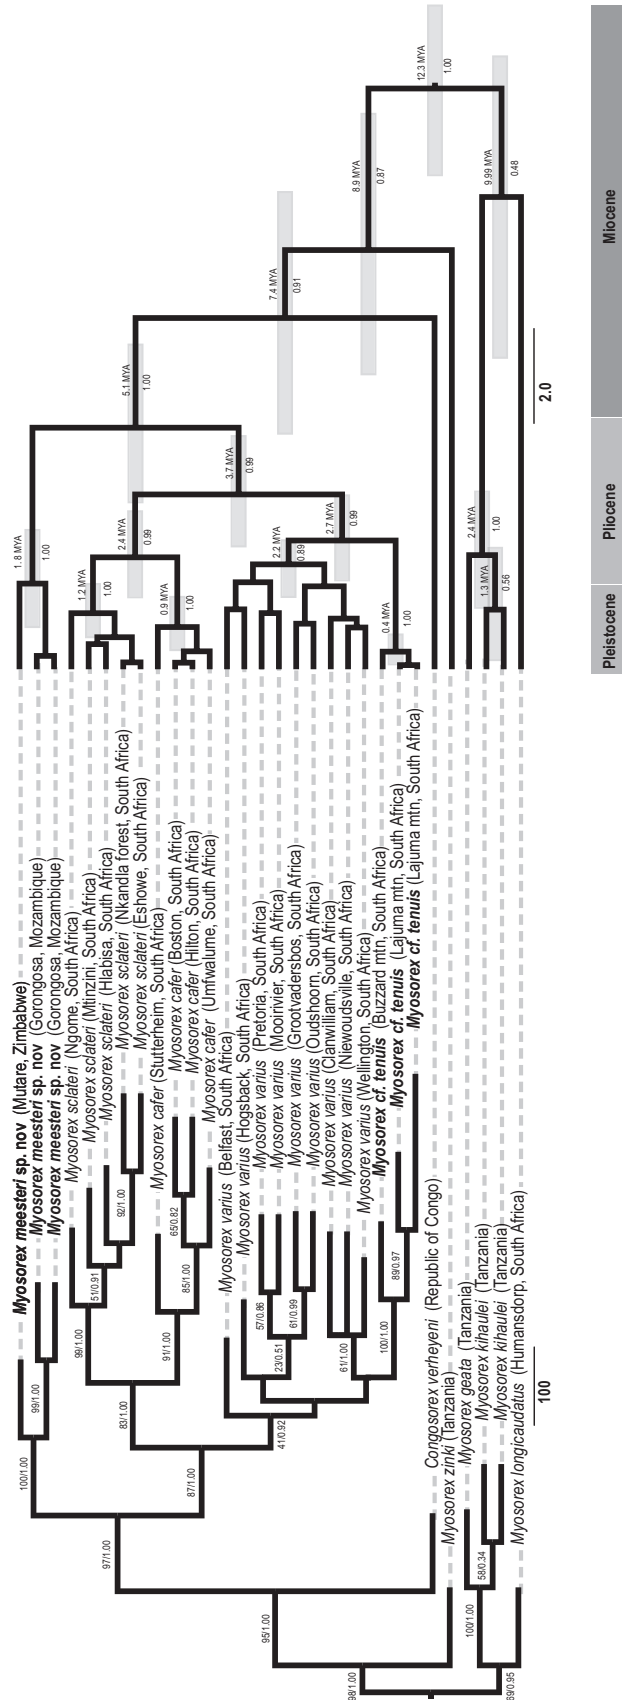 100/1.00
99/1.00
97/1.00
99/1.00
51/0.91
92/1.00
83/1.00
91/1.00
65/0.82
85/1.00
87/1.00
41/0.92
57/0.86
23/0.51
61/0.99
61/1.00
100/1.00
89/0.97
95/1.00
98/1.00
100/1.00
58/0.34
69/0.95
100
Myosorex meesteri sp. nov (Mutare, Zimbabwe)
Myosorex meesteri sp. nov (Gorongosa, Mozambique)
Myosorex meesteri sp. nov (Gorongosa, Mozambique)
Myosorex sclateri (Ngome, South Africa)
Myosorex sclateri (Mtinzini, South Africa)
Myosorex sclateri (Hlabisa, South Africa)
Myosorex sclateri (Nkandla forest, South Africa)
Myosorex sclateri (Eshowe, South Africa)
Myosorex cafer (Stutterheim, South Africa)
Myosorex cafer (Boston, South Africa)
Myosorex cafer (Hilton, South Africa)
Myosorex cafer (Umfwalume, South Africa)
Myosorex varius (Belfast, South Africa)
Myosorex varius (Hogsback, South Africa)
Myosorex varius (Pretoria, South Africa)
Myosorex varius (Mooirivier, South Africa)
Myosorex varius (Grootvadersbos, South Africa)
Myosorex varius (Oudshoorn, South Africa)
Myosorex varius (Clanwilliam, South Africa)
Myosorex varius (Niewoudsville, South Africa)
Myosorex varius (Wellington, South Africa)
Myosorex cf. tenuis (Buzzard mtn, South Africa)
Myosorex cf. tenuis (Lajuma mtn, South Africa)
Myosorex cf. tenuis (Lajuma mtn, South Africa)
Congosorex verheyeni (Republic of Congo)
Myosorex zinki (Tanzania)
Myosorex geata (Tanzania)
Myosorex kihaulei (Tanzania)
Myosorex kihaulei (Tanzania)
Myosorex longicaudatus (Humansdorp, South Africa)
1.8 MYA
1.00
1.2 MYA
1.00
2.4 MYA
0.99
0.9 MYA
1.00
5.1 MYA
1.00
3.7 MYA
0.99
2.2 MYA
0.89
2.7 MYA
0.99
0.4 MYA
1.00
7.4 MYA
0.91
8.9 MYA
0.87
12.3 MYA
1.00
2.4 MYA
1.00
1.3 MYA
0.56
9.99 MYA
0.48
2.0
Pleistocene
Pliocene
Miocene